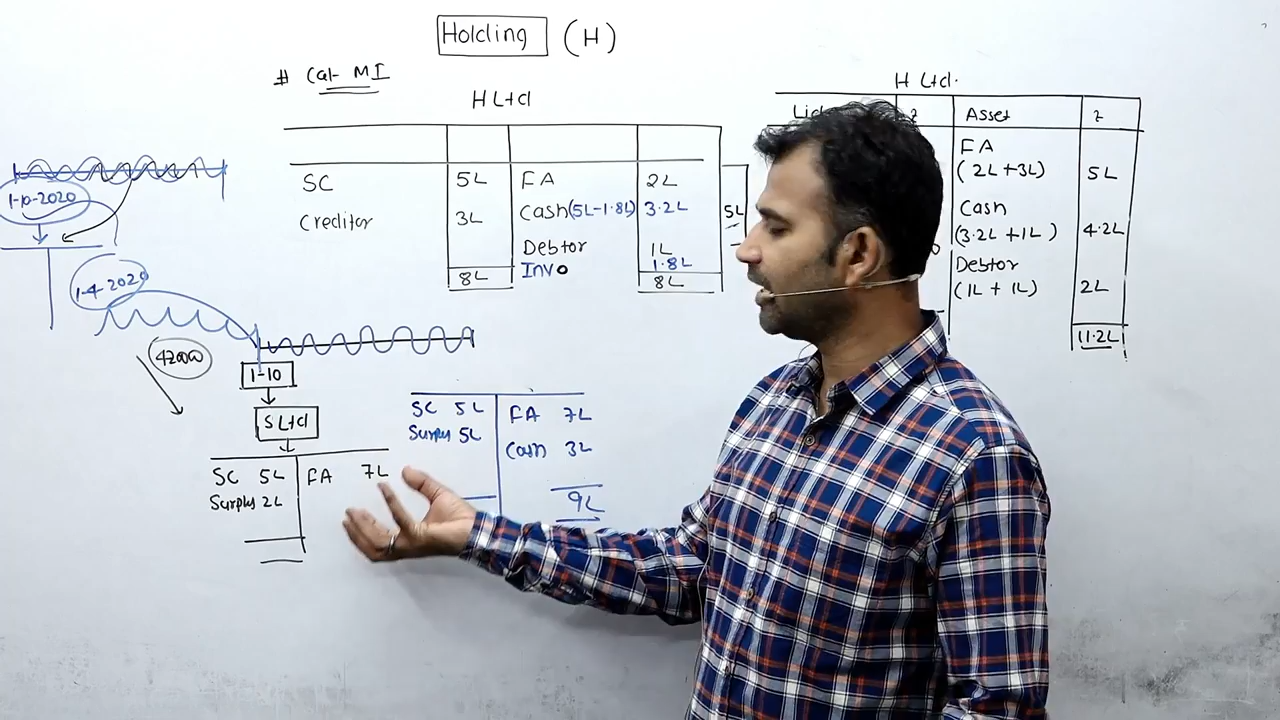 Holding (H)
# Cal- MI
H Ltd
SC 5L FA 2L
Creditor 3L Cash(5L-1.8L) 3.2L
Debtor 1L
Invo 1.8L
8L 8L
5L
H Ltd.
Asset ₹
FA
(2L+3L) 5L
Cash
(3.2L+1L) 4.2L
Debtor
(1L + 1L) 2L
11.2L
1-10-2020
1-4-2020
42000
1-10
S Ltd
SC 5L FA 7L
Surplus 2L
SC 5L FA 7L
Surplus 5L
Cash 3L
9L